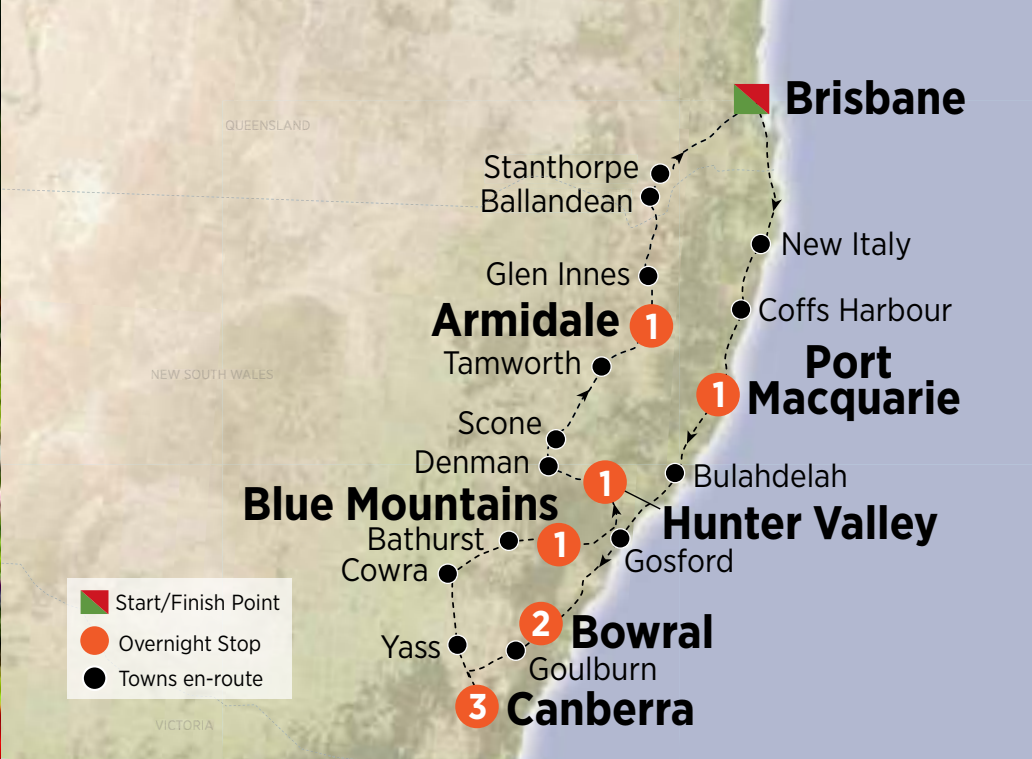 Brisbane
QUEENSLAND
Stanthorpe
Ballandean
New Italy
Glen Innes
Coffs Harbour
Armidale
1
Port
Macquarie
1
Tamworth
NEW SOUTH WALES
Scone
Denman
Bulahdelah
1
Blue Mountains
Hunter Valley
Bathurst
1
Gosford
Cowra
Start/Finish Point
Overnight Stop
Towns en-route
2
Bowral
Yass
Goulburn
3
Canberra
VICTORIA